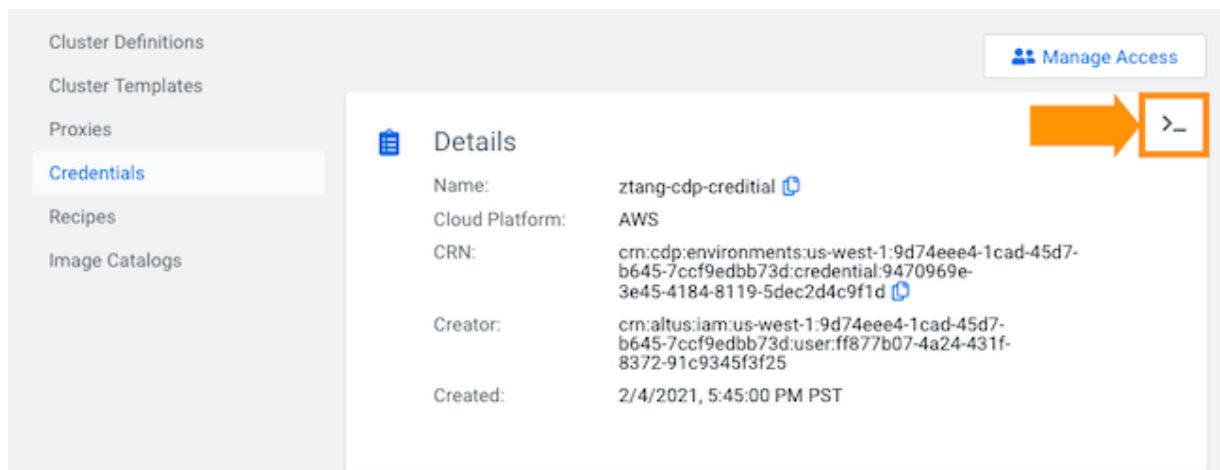 Cluster Definitions
Manage Access
Cluster Templates
Proxies
>_
Details
Credentials
Name: ztang-cdp-creditial
Recipes
Cloud Platform: AWS
Image Catalogs
CRN: crn:cdp:environments:us-west-1:9d74eee4-1cad-45d7-
b645-7ccf9edbb73d:credential:9470969e-
3e45-4184-8119-5dec2d4c9f1d
Creator: crn:altus:iam:us-west-1:9d74eee4-1cad-45d7-
b645-7ccf9edbb73d:user:ff877b07-4a24-431f-
8372-91c9345f3f25
Created: 2/4/2021, 5:45:00 PM PST